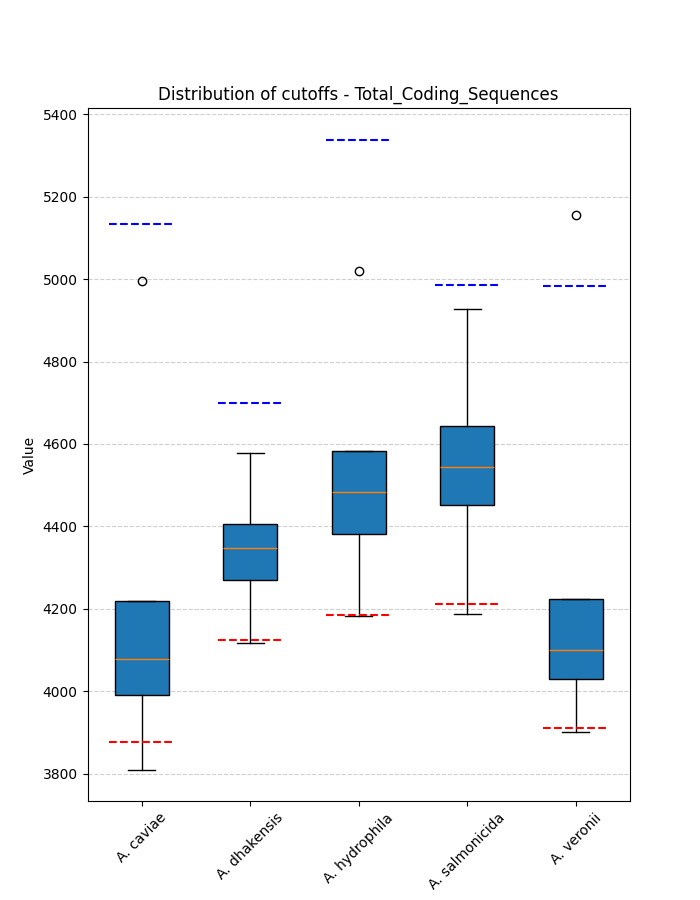 Distribution of cutoffs - Total_Coding_Sequences
5400
5200
5000
4800
4600
4400
4200
4000
3800
Value
A. caviae
A. dhakensis
A. hydrophila
A. salmonicida
A. veronii